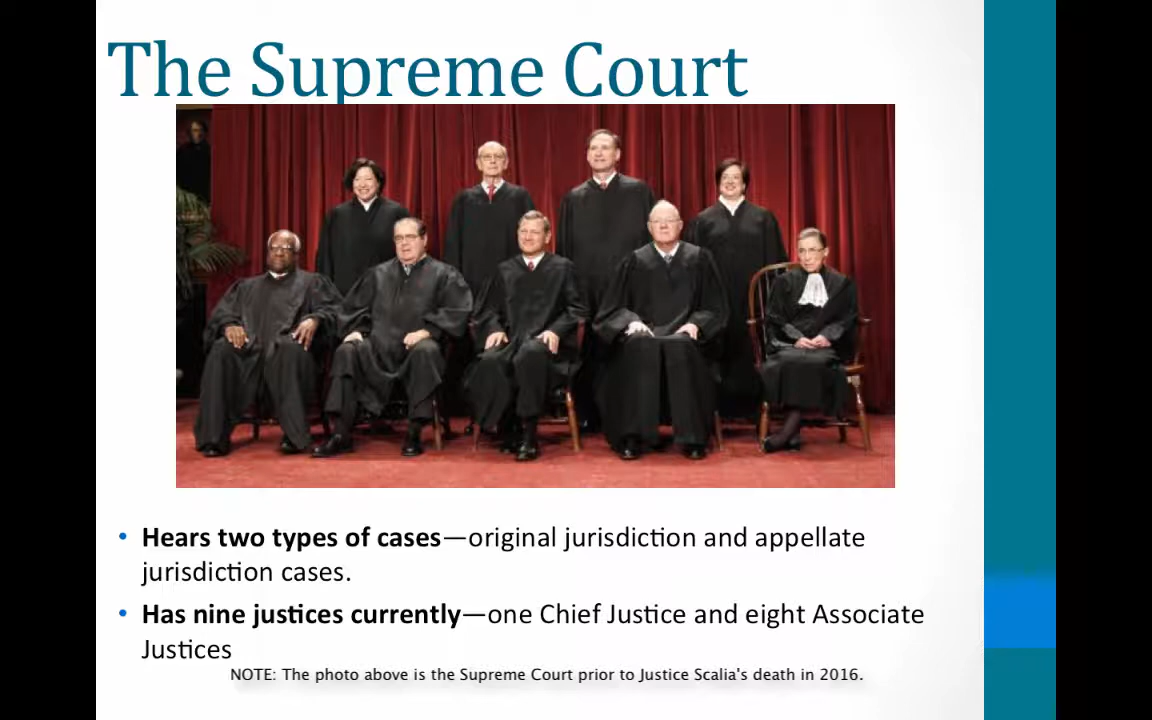 The Supreme Court
• Hears two types of cases—original jurisdiction and appellate
jurisdiction cases.
• Has nine justices currently—one Chief Justice and eight Associate
Justices
NOTE: The photo above is the Supreme Court prior to Justice Scalia's death in 2016.